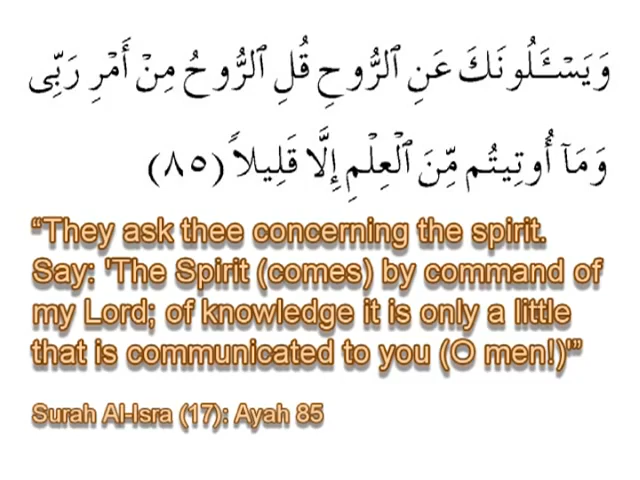 وَيَسْـَٔلُونَكَ عَنِ ٱلرُّوحِ قُلِ ٱلرُّوحُ مِنْ أَمْرِ رَبِّى
وَمَآ أُوتِيتُم مِّنَ ٱلْعِلْمِ إِلَّا قَلِيلًا ﴿٨٥﴾
“They ask thee concerning the spirit.
Say: 'The Spirit (comes) by command of
my Lord; of knowledge it is only a little
that is communicated to you (O men!)'”
Surah Al-Isra (17): Ayah 85